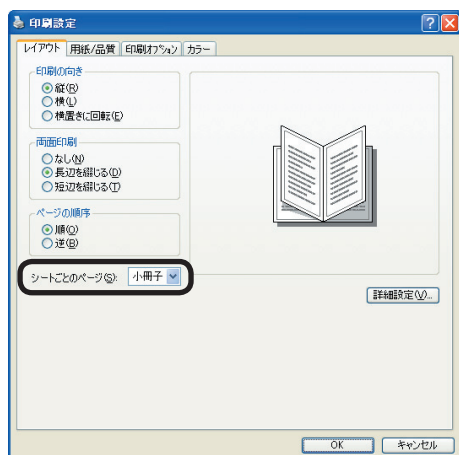 印刷設定
レイアウト 用紙/品質 印刷オプション カラー
印刷の向き
縦(R)
横(L)
横置きに回転(E)
両面印刷
なし(N)
長辺を綴じる(D)
短辺を綴じる(T)
ページの順序
順(O)
逆(B)
シートごとのページ(S): 小冊子
詳細設定(V)...
OK キャンセル